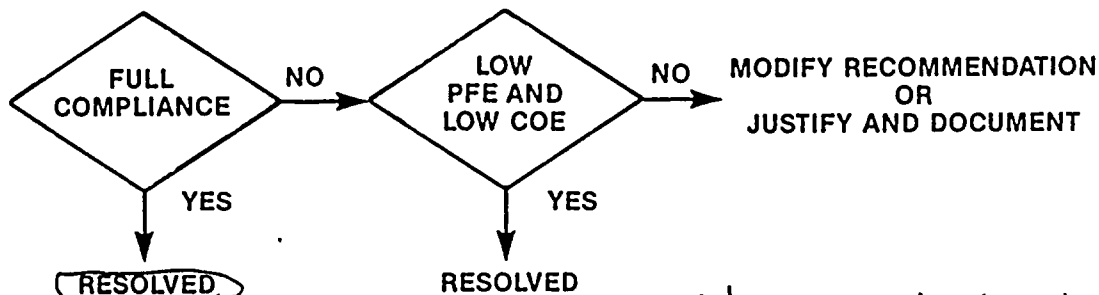 FULL
COMPLIANCE
NO
LOW
PFE AND
LOW COE
NO
MODIFY RECOMMENDATION
OR
JUSTIFY AND DOCUMENT
YES
YES
RESOLVED
RESOLVED